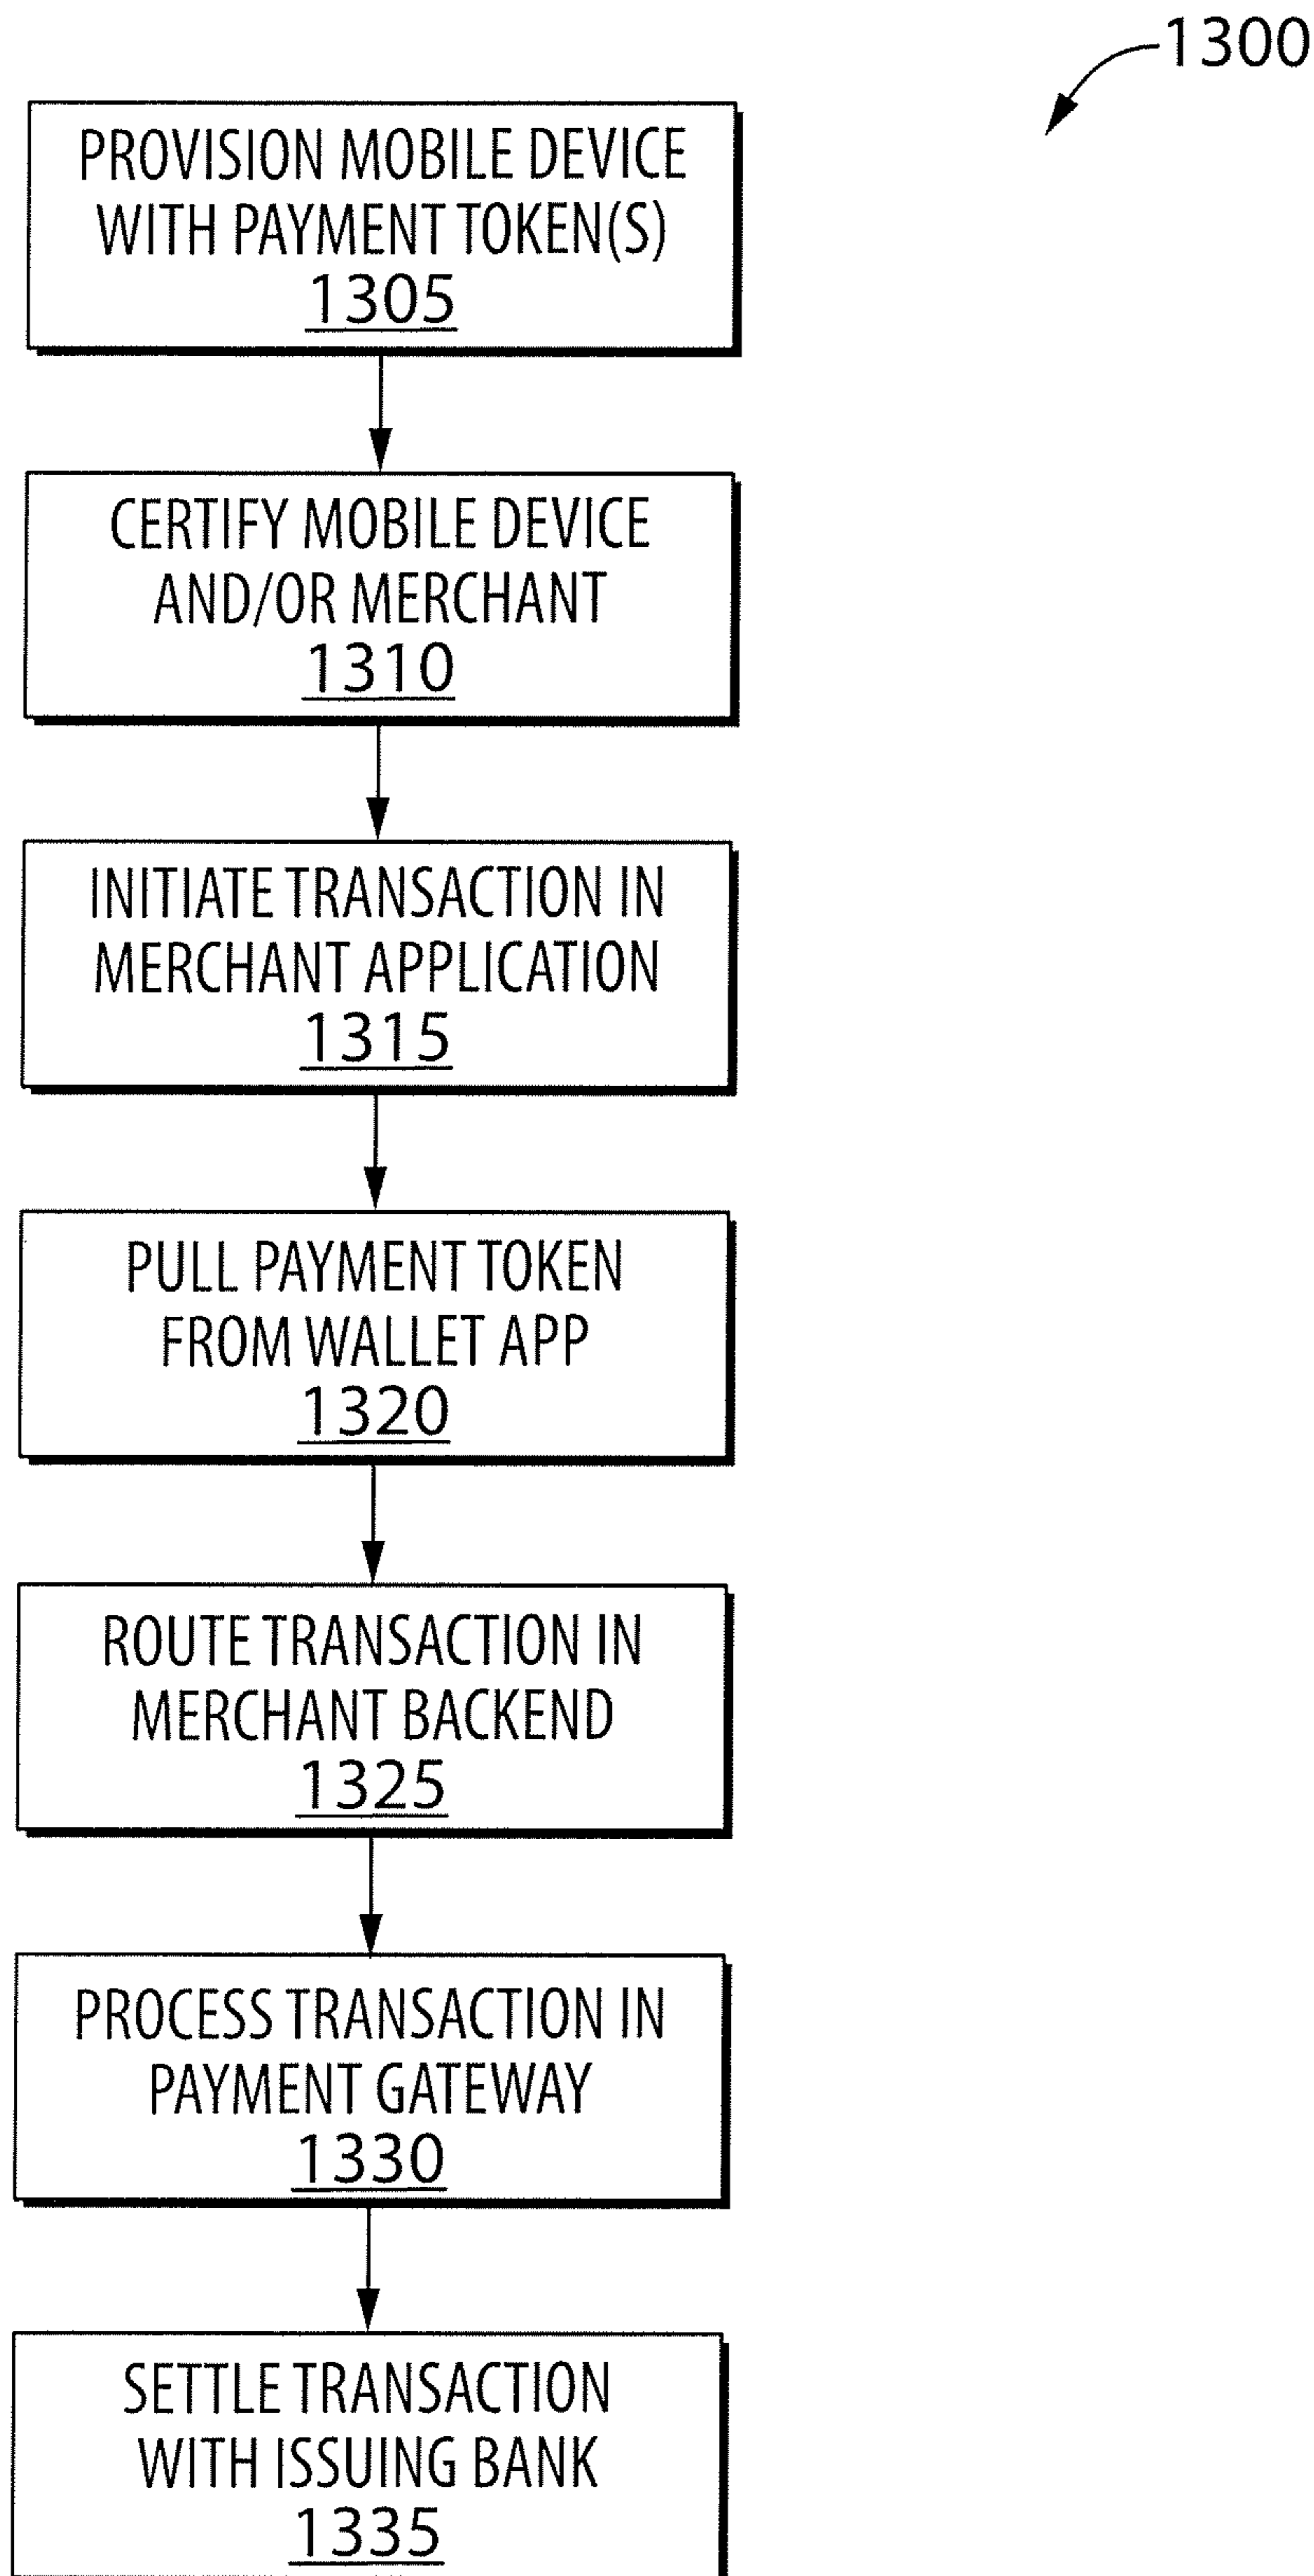 1300
PROVISION MOBILE DEVICE
WITH PAYMENT TOKEN(S)
1305
CERTIFY MOBILE DEVICE
AND/OR MERCHANT
1310
INITIATE TRANSACTION IN
MERCHANT APPLICATION
1315
PULL PAYMENT TOKEN
FROM WALLET APP
1320
ROUTE TRANSACTION IN
MERCHANT BACKEND
1325
PROCESS TRANSACTION IN
PAYMENT GATEWAY
1330
SETTLE TRANSACTION
WITH ISSUING BANK
1335